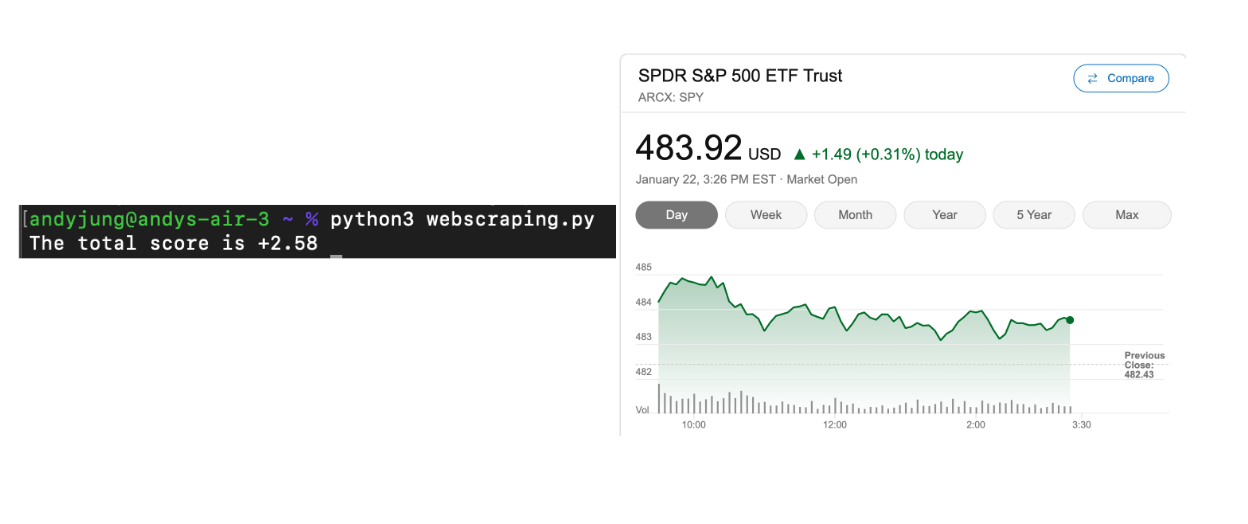 [andyjung@andys-air-3 ~ % python3 webscraping.py
The total score is +2.58
SPDR S&P 500 ETF Trust
ARCX: SPY
Compare
483.92 USD ▲ +1.49 (+0.31%) today
January 22, 3:26 PM EST · Market Open
Day Week Month Year 5 Year Max
485
484
483
482
Previous
Close:
482.43
Vol
10:00 12:00 2:00 3:30